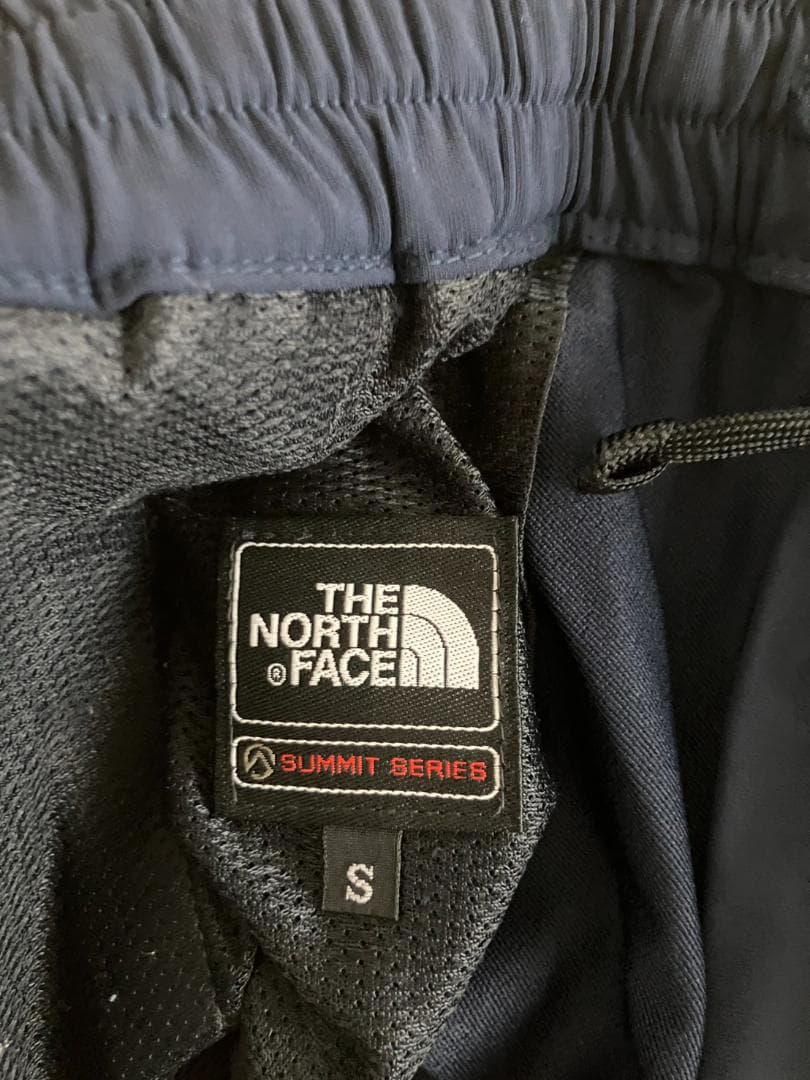 THE
NORTH
® FACE
SUMMIT SERIES
S